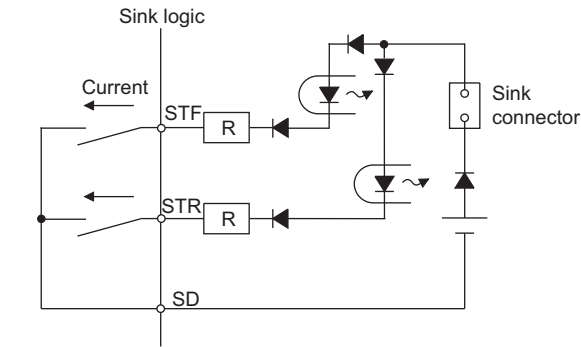 Sink logic
Current
STF
R
Sink
connector
STR
R
SD